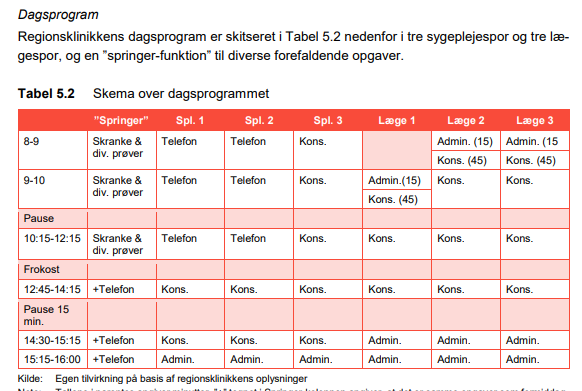 Dagsprogram
Regionsklinikkens dagsprogram er skitseret i Tabel 5.2 nedenfor i tre sygeplejespor og tre læ-
gespor, og en ”springer-funktion” til diverse forefaldende opgaver.
Tabel 5.2 Skema over dagsprogrammet
”Springer” Spl. 1 Spl. 2 Spl. 3 Læge 1 Læge 2 Læge 3
8-9 Skranke & div. prøver Telefon Telefon Kons. Admin. (15) Admin. (15
Kons. (45) Kons. (45)
9-10 Skranke & div. prøver Telefon Telefon Kons. Admin.(15) Kons. Kons.
Kons. (45)
Pause
10:15-12:15 Skranke & div. prøver Telefon Telefon Kons. Kons. Kons. Kons.
Frokost
12:45-14:15 +Telefon Kons. Kons. Kons. Kons. Kons. Kons.
Pause 15
min.
14:30-15:15 +Telefon Kons. Kons. Kons. Admin. Admin. Admin.
15:15-16:00 +Telefon Admin. Admin. Admin. Admin. Admin. Admin.
Kilde: Egen tilvirkning på basis af regionsklinikkens oplysninger